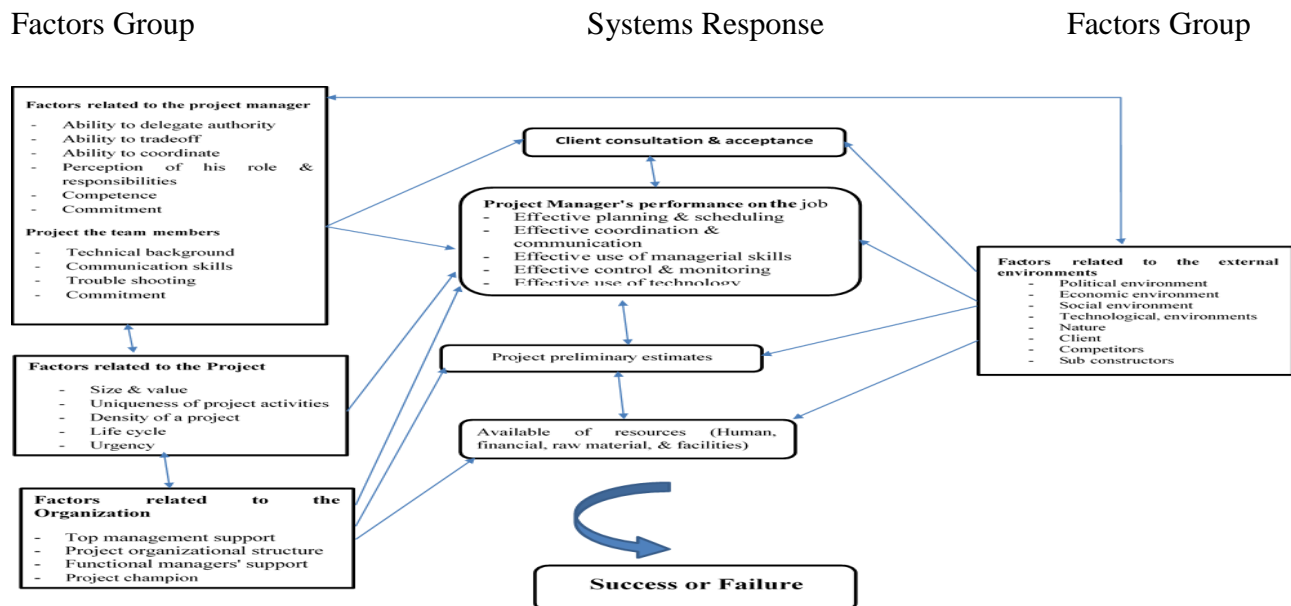 Factors Group
Systems Response
Factors Group
Factors related to the project manager
- Ability to delegate authority
- Ability to tradeoff
- Ability to coordinate
- Perception of his role &
responsibilities
- Competence
- Commitment
Project the team members
- Technical background
- Communication skills
- Trouble shooting
- Commitment
Factors related to the Project
- Size & value
- Uniqueness of project activities
- Density of a project
- Life cycle
- Urgency
Factors related to the
Organization
- Top management support
- Project organizational structure
- Functional managers' support
- Project champion
Client consultation & acceptance
Project Manager's performance on the job
- Effective planning & scheduling
- Effective coordination &
communication
- Effective use of managerial skills
- Effective control & monitoring
- Effective use of technology
Project preliminary estimates
Available of resources (Human,
financial, raw material, & facilities)
Success or Failure
Factors related to the external
environments
- Political environment
- Economic environment
- Social environment
- Technological, environments
- Nature
- Client
- Competitors
- Sub constructors